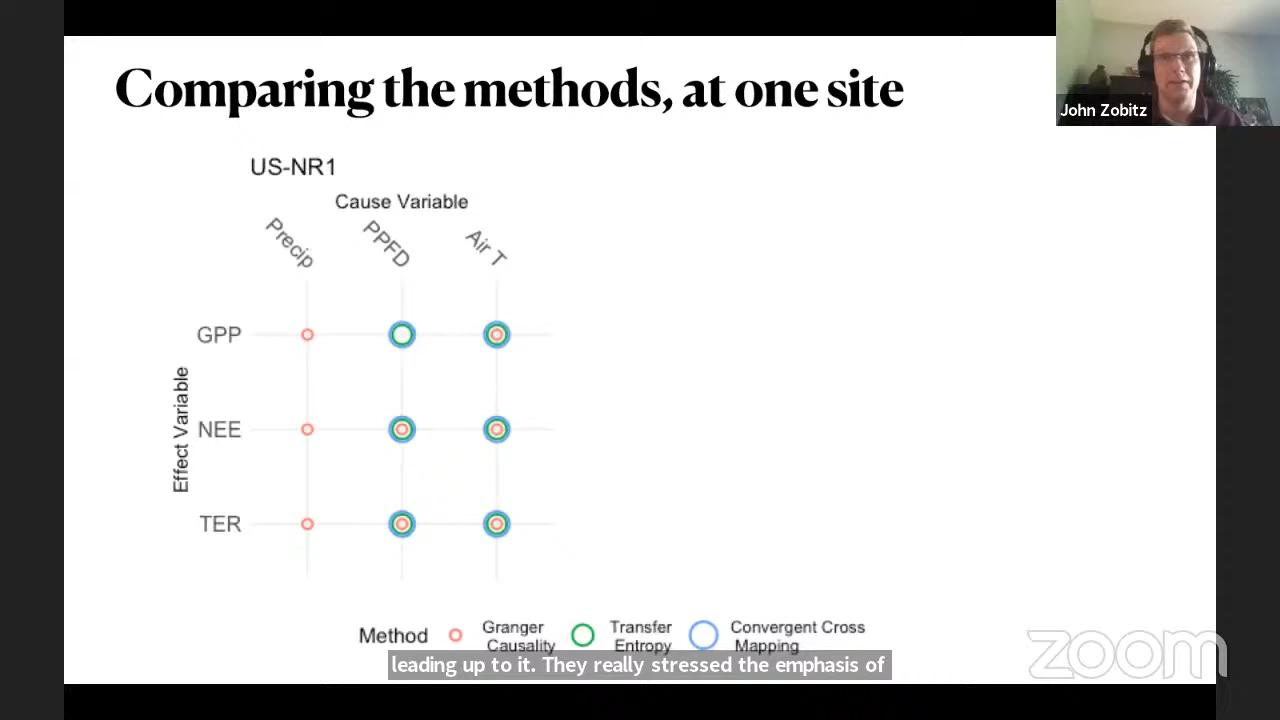 Comparing the methods, at one site
John Zobitz
US-NR1
Cause Variable
Precip
PPFD
Air T
GPP
NEE
TER
Effect Variable
Method
Granger
Causality
Transfer
Entropy
Convergent Cross
Mapping
leading up to it. They really stressed the emphasis of
zoom